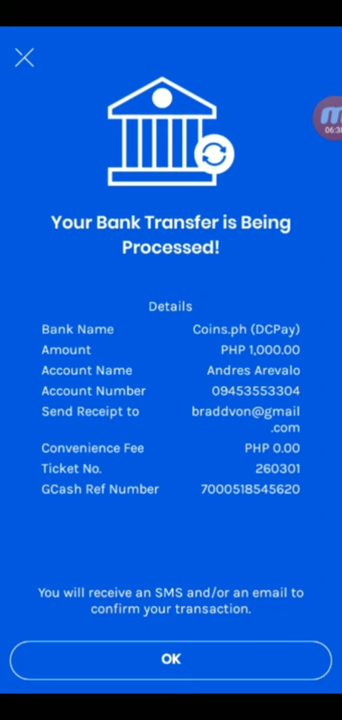 Your Bank Transfer is Being
Processed!
Details
Bank Name Coins.ph (DCPay)
Amount PHP 1,000.00
Account Name Andres Arevalo
Account Number 09453553304
Send Receipt to braddvon@gmail
.com
Convenience Fee PHP 0.00
Ticket No. 260301
GCash Ref Number 7000518545620
You will receive an SMS and/or an email to
confirm your transaction.
OK